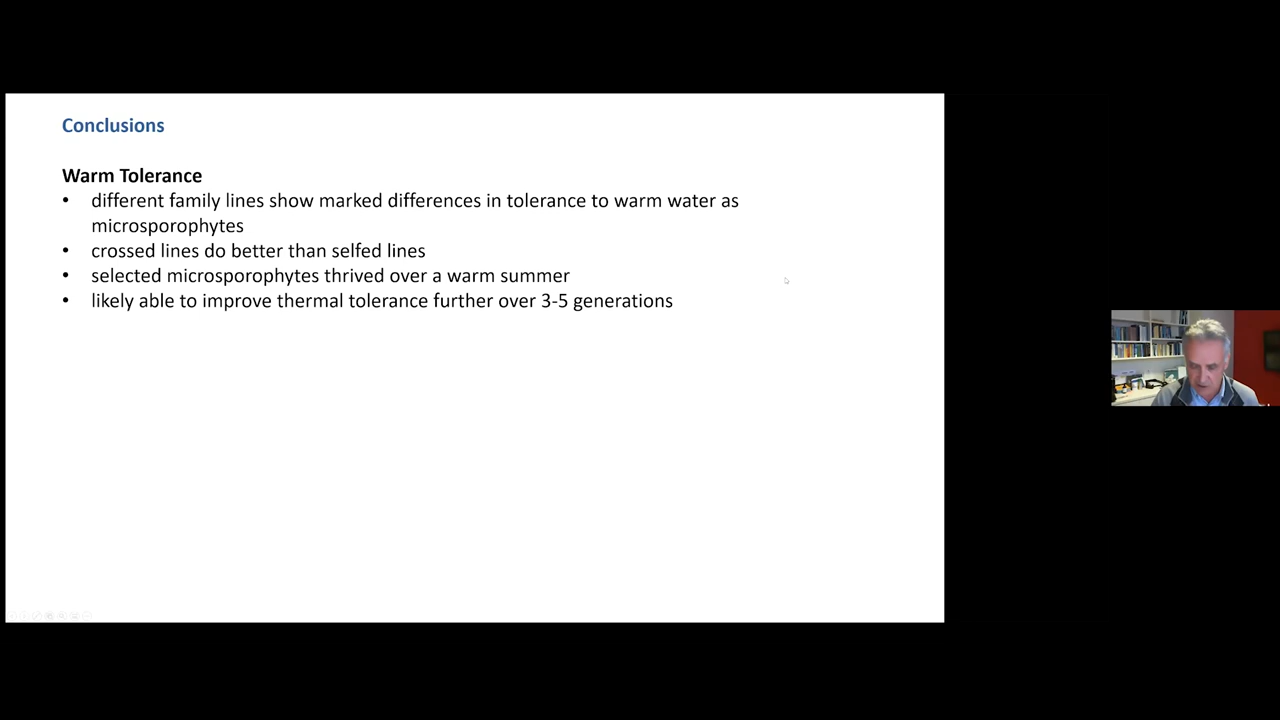 Conclusions
Warm Tolerance
• different family lines show marked differences in tolerance to warm water as
microsporophytes
• crossed lines do better than selfed lines
• selected microsporophytes thrived over a warm summer
• likely able to improve thermal tolerance further over 3-5 generations